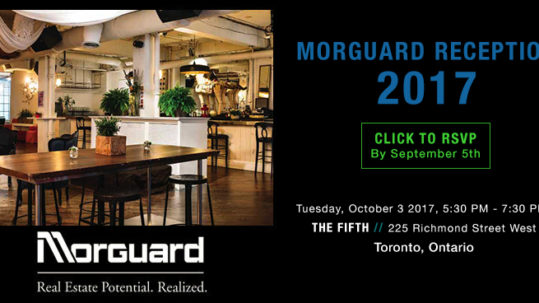 MORGUARD RECEPTIO
2017
CLICK TO RSVP
By September 5th
Tuesday, October 3 2017, 5:30 PM - 7:30 P
THE FIFTH // 225 Richmond Street West
Toronto, Ontario
Morguard
Real Estate Potential. Realized.